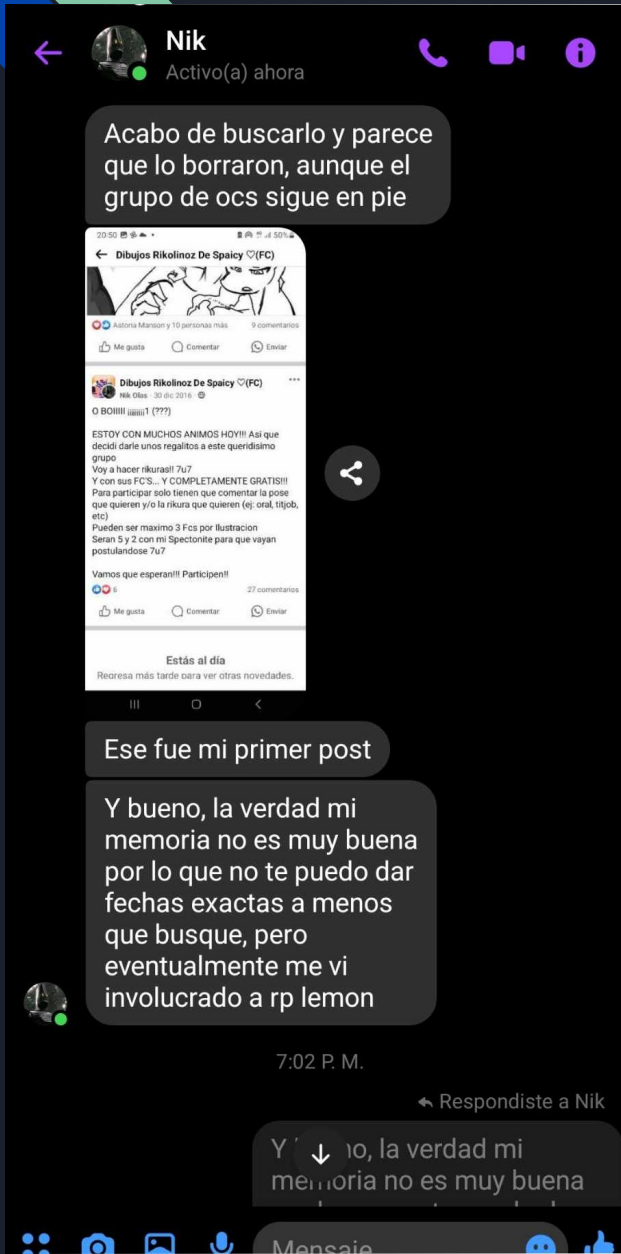 Nik
Activo(a) ahora
Acabo de buscarlo y parece
que lo borraron, aunque el
grupo de ocs sigue en pie
20:50
50%
Dibujos Rikolinoz De Spaicy ♡(FC)
Astoria Manson y 10 personas más
9 comentarios
Me gusta
Comentar
Enviar
Dibujos Rikolinoz De Spaicy ♡(FC)
Nik Olas · 30 dic 2016
O BOIIIII ¡¡¡¡¡¡¡¡1 (???)
ESTOY CON MUCHOS ANIMOS HOY!!! Asi que
decidi darle unos regalitos a este queridisimo
grupo
Voy a hacer rikuras!! 7u7
Y con sus FC'S... Y COMPLETAMENTE GRATIS!!!
Para participar solo tienen que comentar la pose
que quieren y/o la rikura que quieren (ej: oral, titjob,
etc)
Pueden ser maximo 3 Fcs por Ilustracion
Seran 5 y 2 con mi Spectonite para que vayan
postulandose 7u7
Vamos que esperan!!! Participen!!
6
27 comentarios
Me gusta
Comentar
Enviar
Estás al día
Regresa más tarde para ver otras novedades.
Ese fue mi primer post
Y bueno, la verdad mi
memoria no es muy buena
por lo que no te puedo dar
fechas exactas a menos
que busque, pero
eventualmente me vi
involucrado a rp lemon
7:02 P. M.
Respondiste a Nik
Y no, la verdad mi
memoria no es muy buena
Mensaje